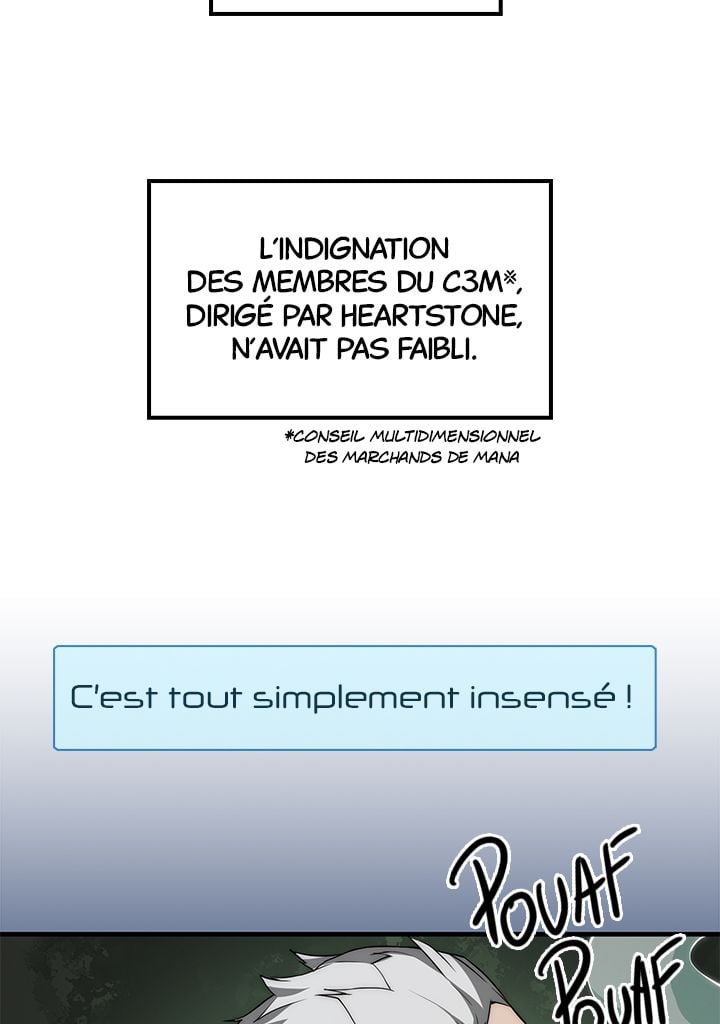 L'INDIGNATION
DES MEMBRES DU C3M*,
DIRIGÉ PAR HEARTSTONE,
N'AVAIT PAS FAIBLI.
*CONSEIL MULTIDIMENSIONNEL
DES MARCHANDS DE MANA
C'est tout simplement insensé !
POUAF
POUAF